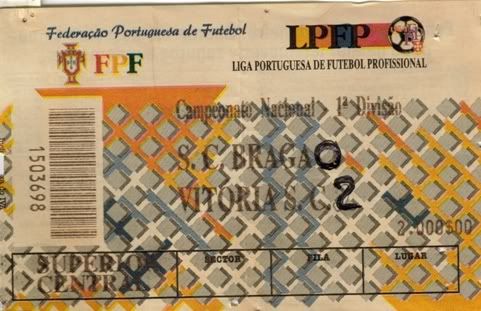 Federação Portuguesa de Futebol
FPF
LPFP
LIGA PORTUGUESA DE FUTEBOL PROFISSIONAL
Campeonato Nacional 1ª Divisão
S. C. BRAGA 0
VITORIA S. C. 2
1503698
2.000$00
SUPERIOR CENTRAL
SECTOR
FILA
LUGAR